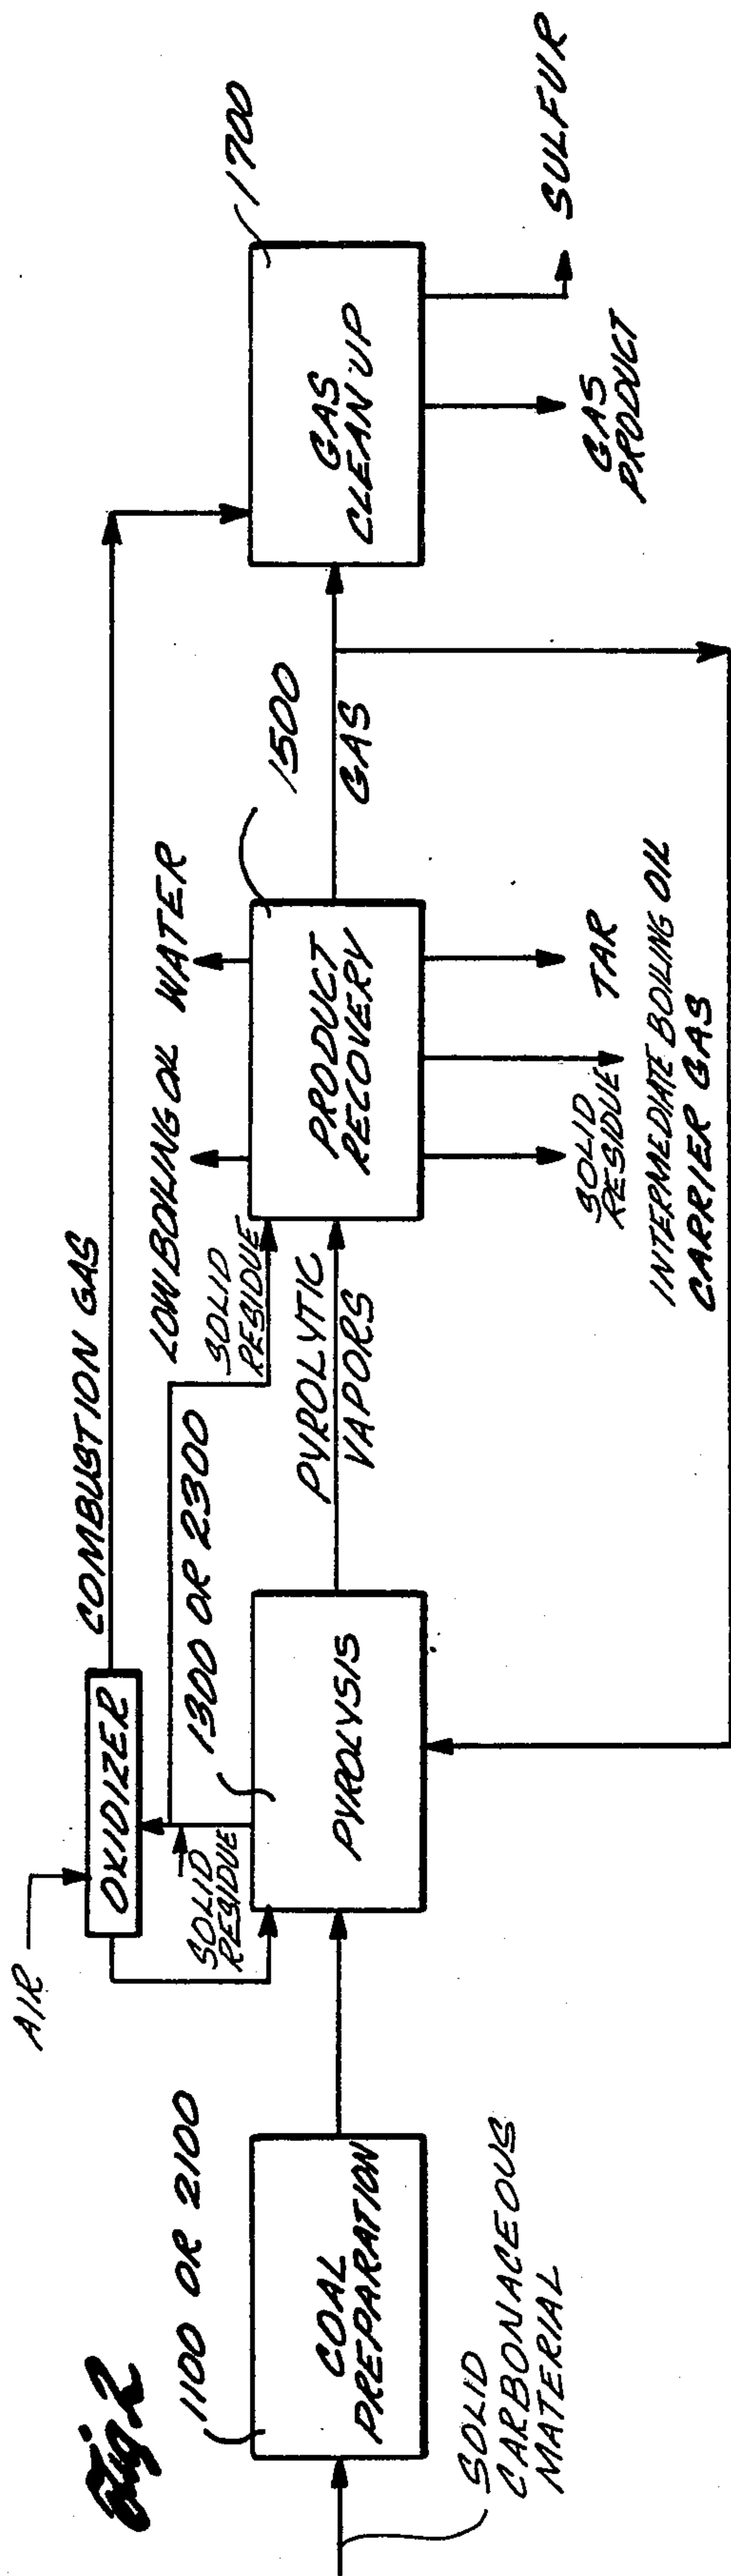 Fig 2
AIR
OXIDIZER
COMBUSTION GAS
1100 OR 2100
COAL
PREPARATION
SOLID
CARBONACEOUS
MATERIAL
SOLID
RESIDUE
1300 OR 2300
PYROLYSIS
PYROLYTIC
VAPORS
SOLID
RESIDUE
LOW BOILING OIL
WATER
1500
PRODUCT
RECOVERY
SOLID
RESIDUE
TAR
INTERMEDIATE BOILING OIL
CARRIER GAS
GAS
1700
GAS
CLEAN UP
GAS
PRODUCT
SULFUR